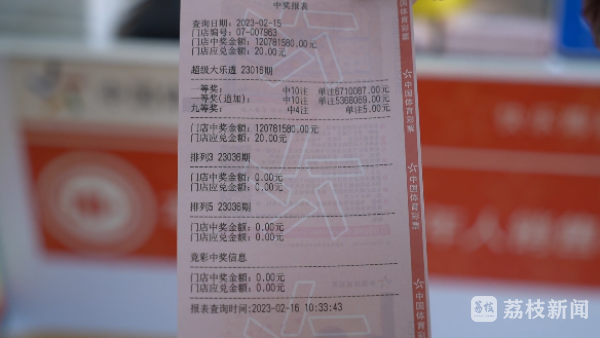 中奖报表
查询日期: 2023-02-15
门店编号: 07-007963
门店中奖金额: 120781580.00元
门店应兑金额: 20.00元
超级大乐透 23016期
一等奖: 中10注 单注6710087.00元
一等奖(追加): 中10注 单注5368069.00元
九等奖: 中4注 单注5.00元
门店中奖金额: 120781580.00元
门店应兑金额: 20.00元
排列3 23036期
门店中奖金额: 0.00元
门店应兑金额: 0.00元
排列5 23036期
门店中奖金额: 0.00元
门店应兑金额: 0.00元
竞彩中奖信息
门店中奖金额: 0.00元
门店应兑金额: 0.00元
报表查询时间:2023-02-16 10:33:43
中国体育彩票
中国体育彩票
中国体育
荔枝 荔枝新闻